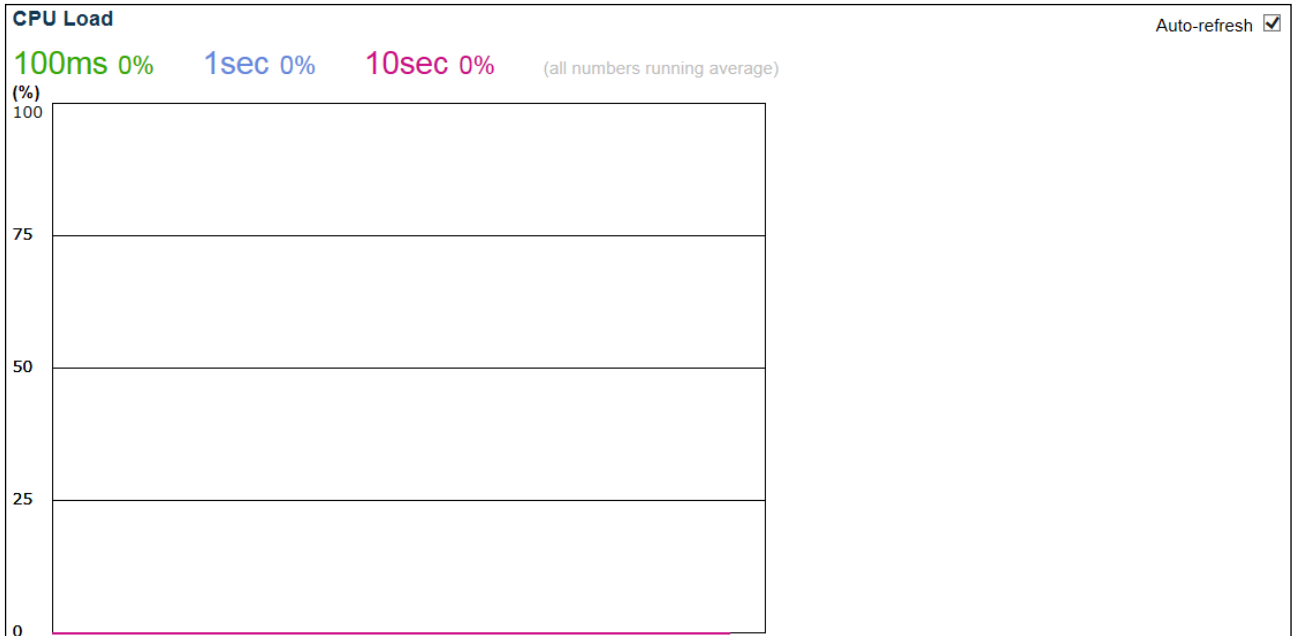 CPU Load
Auto-refresh
100ms 0% 1sec 0% 10sec 0% (all numbers running average)
(%)
100
75
50
25
0